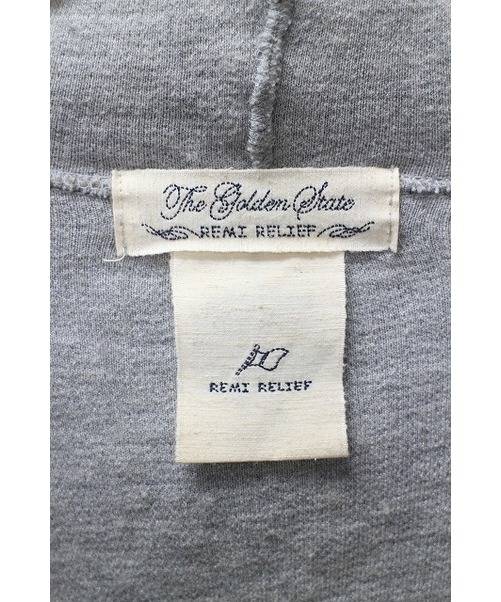 The Golden State
REMI RELIEF
REMI RELIEF